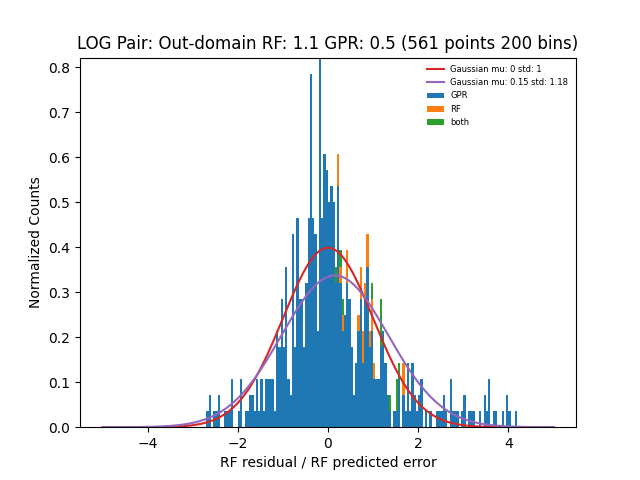 LOG Pair: Out-domain RF: 1.1 GPR: 0.5 (561 points 200 bins)
Gaussian mu: 0 std: 1
Gaussian mu: 0.15 std: 1.18
GPR
RF
both
Normalized Counts
0.8
0.7
0.6
0.5
0.4
0.3
0.2
0.1
0.0
−4
−2
0
2
4
RF residual / RF predicted error